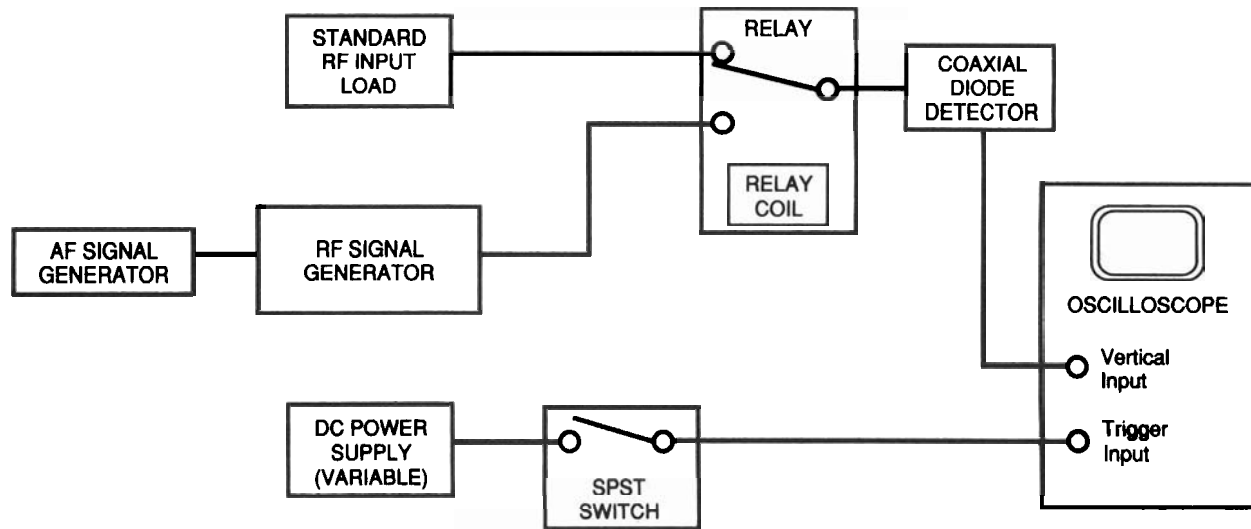 STANDARD
RF INPUT
LOAD
RELAY
COAXIAL
DIODE
DETECTOR
RELAY
COIL
AF SIGNAL
GENERATOR
RF SIGNAL
GENERATOR
OSCILLOSCOPE
Vertical
Input
DC POWER
SUPPLY
(VARIABLE)
SPST
SWITCH
Trigger
Input